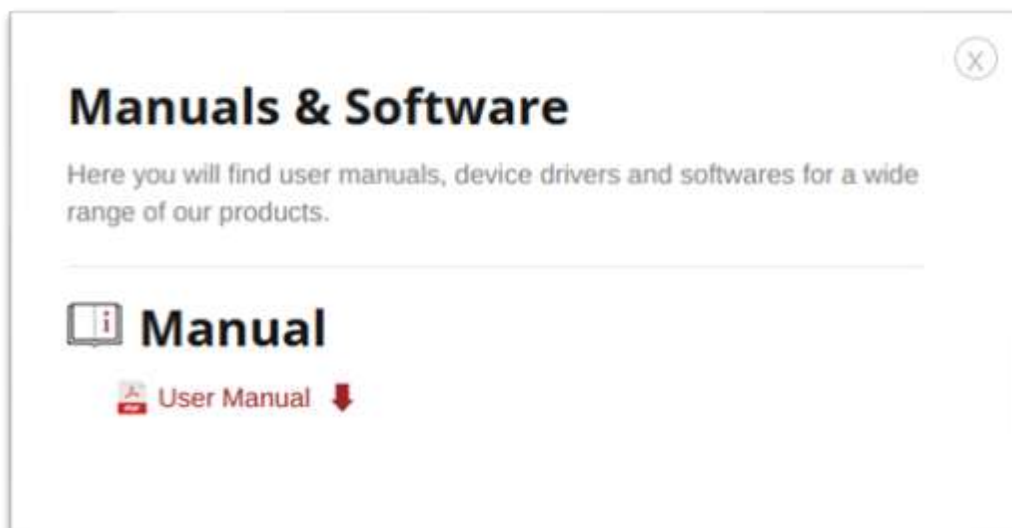 X
Manuals & Software
Here you will find user manuals, device drivers and softwares for a wide
range of our products.
i Manual
User Manual